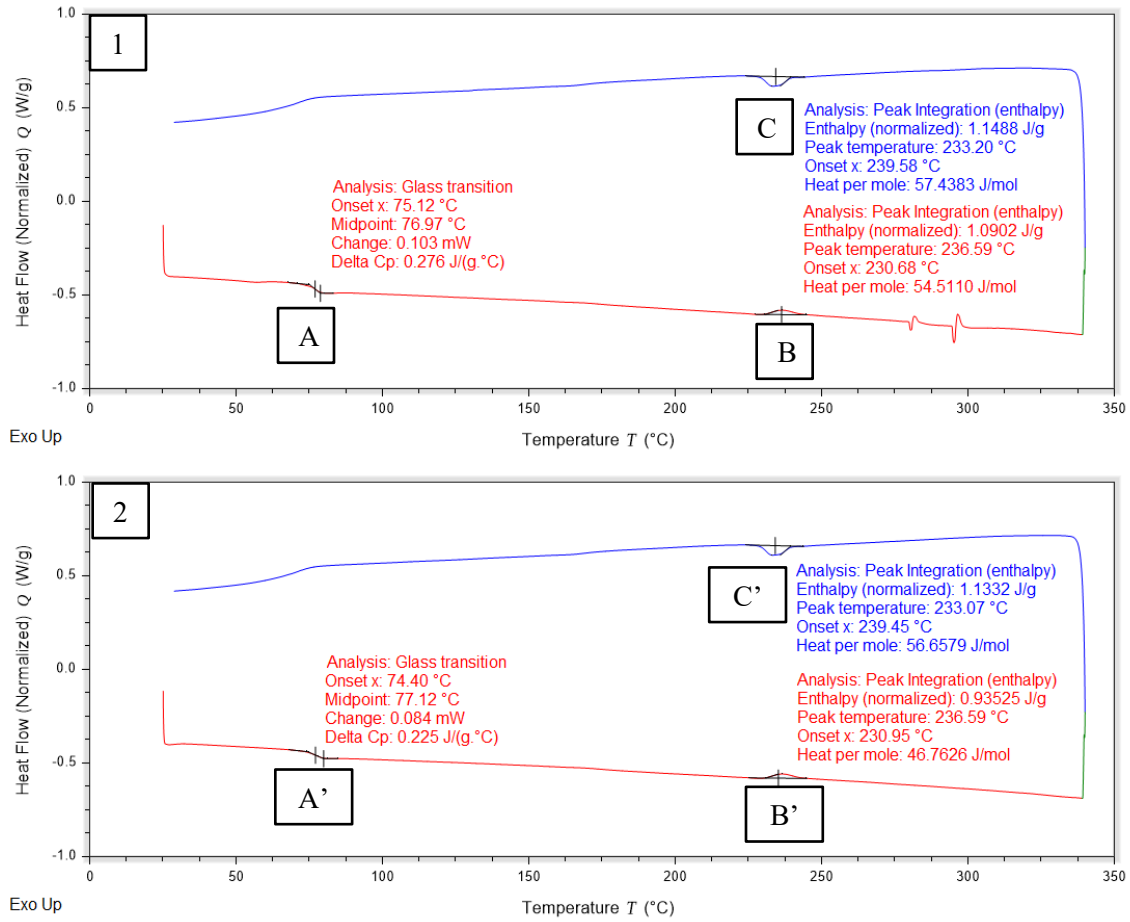 1
1.0
0.5
0.0
-0.5
-1.0
Heat Flow (Normalized) Q (W/g)
C
Analysis: Peak Integration (enthalpy)
Enthalpy (normalized): 1.1488 J/g
Peak temperature: 233.20 °C
Onset x: 239.58 °C
Heat per mole: 57.4383 J/mol
Analysis: Glass transition
Onset x: 75.12 °C
Midpoint: 76.97 °C
Change: 0.103 mW
Delta Cp: 0.276 J/(g.°C)
Analysis: Peak Integration (enthalpy)
Enthalpy (normalized): 1.0902 J/g
Peak temperature: 236.59 °C
Onset x: 230.68 °C
Heat per mole: 54.5110 J/mol
A
B
0 50 100 150 200 250 300 350
Exo Up
Temperature T (°C)
2
1.0
0.5
0.0
-0.5
-1.0
Heat Flow (Normalized) Q (W/g)
C’
Analysis: Peak Integration (enthalpy)
Enthalpy (normalized): 1.1332 J/g
Peak temperature: 233.07 °C
Onset x: 239.45 °C
Heat per mole: 56.6579 J/mol
Analysis: Glass transition
Onset x: 74.40 °C
Midpoint: 77.12 °C
Change: 0.084 mW
Delta Cp: 0.225 J/(g.°C)
Analysis: Peak Integration (enthalpy)
Enthalpy (normalized): 0.93525 J/g
Peak temperature: 236.59 °C
Onset x: 230.95 °C
Heat per mole: 46.7626 J/mol
A’
B’
0 50 100 150 200 250 300 350
Exo Up
Temperature T (°C)